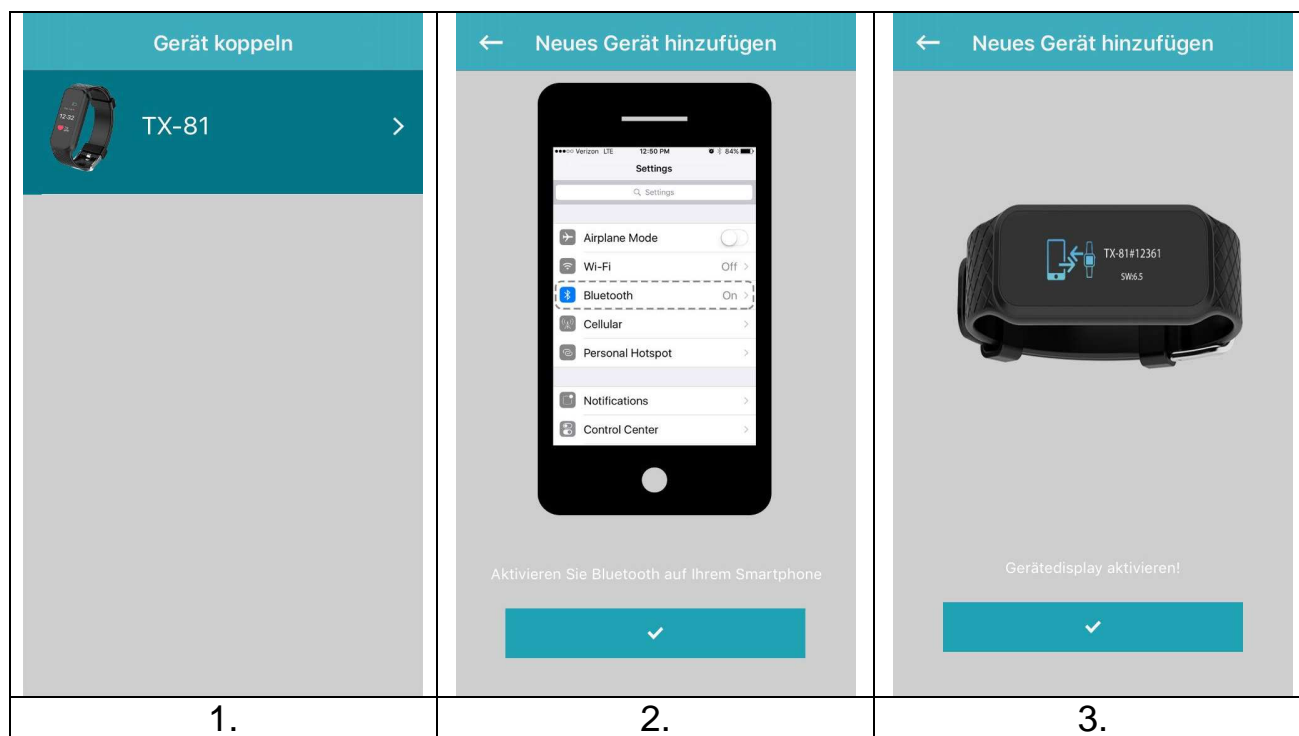 Gerät koppeln
12:32
TX-81
1.
Neues Gerät hinzufügen
Verizon LTE 12:50 PM 84%
Settings
Settings
Airplane Mode
Wi-Fi Off
Bluetooth On
Cellular
Personal Hotspot
Notifications
Control Center
Aktivieren Sie Bluetooth auf Ihrem Smartphone
2.
Neues Gerät hinzufügen
TX-81#12361
SW:6.5
Gerätedisplay aktivieren!
3.